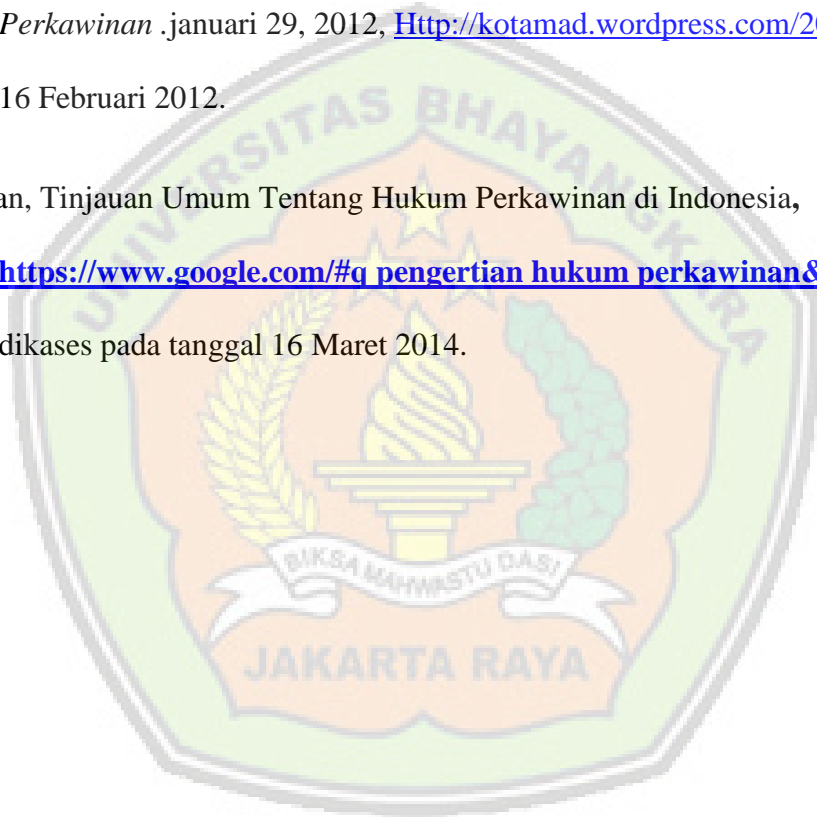 Perkawinan .januari 29, 2012, Http://kotamad.wordpress.com/20
16 Februari 2012.
an, Tinjauan Umum Tentang Hukum Perkawinan di Indonesia,
https://www.google.com/#q pengertian hukum perkawinan&
dikases pada tanggal 16 Maret 2014.
UNIVERSITAS BHAYANGKARA
BIKSA MAHWASTU DASI
JAKARTA RAYA